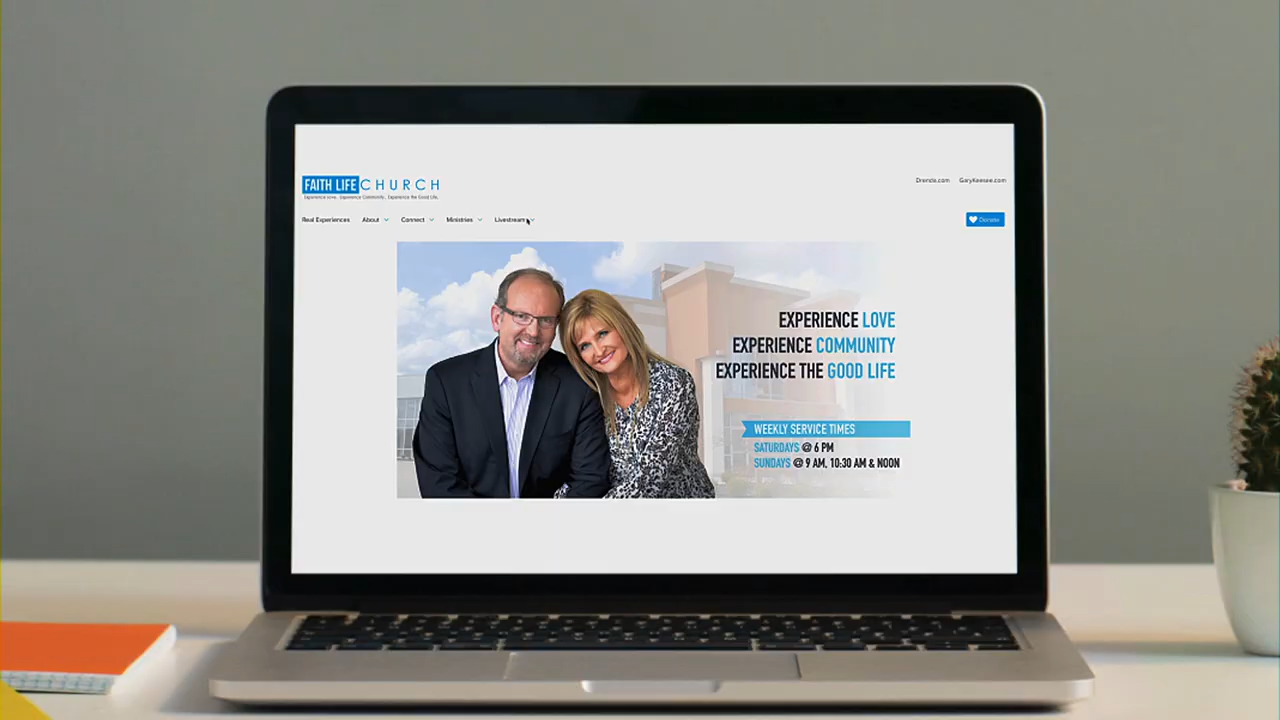 FAITH LIFE CHURCH
Experience Love. Experience Community. Experience the Good Life.
Drenda.com GaryKeesee.com
Real Experiences About Connect Ministries Livestream
Donate
EXPERIENCE LOVE
EXPERIENCE COMMUNITY
EXPERIENCE THE GOOD LIFE
WEEKLY SERVICE TIMES
SATURDAYS @ 6 PM
SUNDAYS @ 9 AM, 10:30 AM & NOON